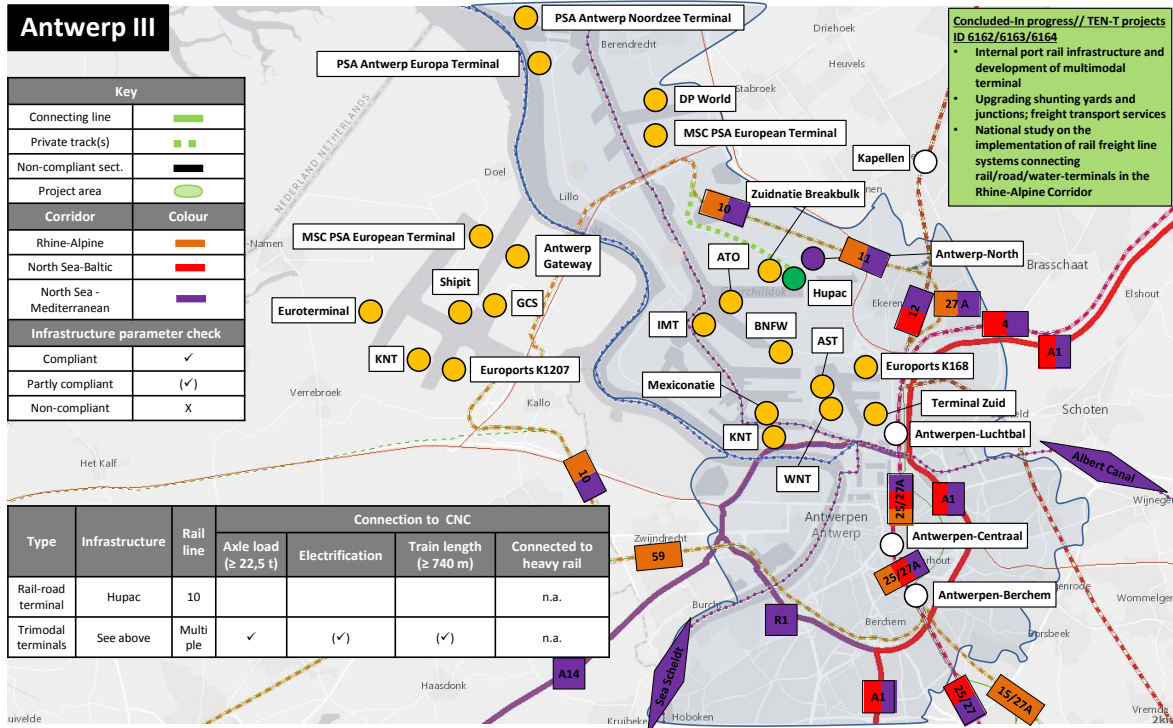 Antwerp III
Key
Connecting line
Private track(s)
Non-compliant sect.
Project area
Corridor
Colour
Rhine-Alpine
North Sea-Baltic
North Sea -
Mediterranean
Infrastructure parameter check
Compliant
✓
Partly compliant
(✓)
Non-compliant
X
Concluded-In progress// TEN-T projects
ID 6162/6163/6164
• Internal port rail infrastructure and
development of multimodal
terminal
• Upgrading shunting yards and
junctions; freight transport services
• National study on the
implementation of rail freight line
systems connecting
rail/road/water-terminals in the
Rhine-Alpine Corridor
PSA Antwerp Noordzee Terminal
Berendrecht
Driehoek
Heuvels
PSA Antwerp Europa Terminal
DP World
Stabroek
MSC PSA European Terminal
Kapellen
NEDERLAND NETHERLANDS
Doel
Lillo
Zuidnatie Breakbulk
10
MSC PSA European Terminal
Antwerp
Gateway
ATO
11
Antwerp-North
Brasschaat
Shipit
GCS
Hupac
Ekeren
Elshout
Euroterminal
IMT
BNFW
12
27 A
4
AST
A1
KNT
Euroports K1207
Euroports K168
Verrebroek
Kallo
Mexiconatie
Terminal Zuid
Schoten
KNT
Antwerpen-Luchtbal
Het Kalf
10
WNT
Albert Canal
Wijnegem
25/27A
A1
Antwerpen
Antwerp
Zwijndrecht
59
Antwerpen-Centraal
25/27A
Antwerpen-Berchem
Wommelgem
R1
Berchem
Borsbeek
Sea Scheldt
A14
Haasdonk
A1
25/27
15/27A
Vremde
Kruibeke
Hoboken
Type
Infrastructure
Rail
line
Connection to CNC
Axle load
(≥ 22,5 t)
Electrification
Train length
(≥ 740 m)
Connected to
heavy rail
Rail-road
terminal
Hupac
10
n.a.
Trimodal
terminals
See above
Multi
ple
✓
(✓)
(✓)
n.a.